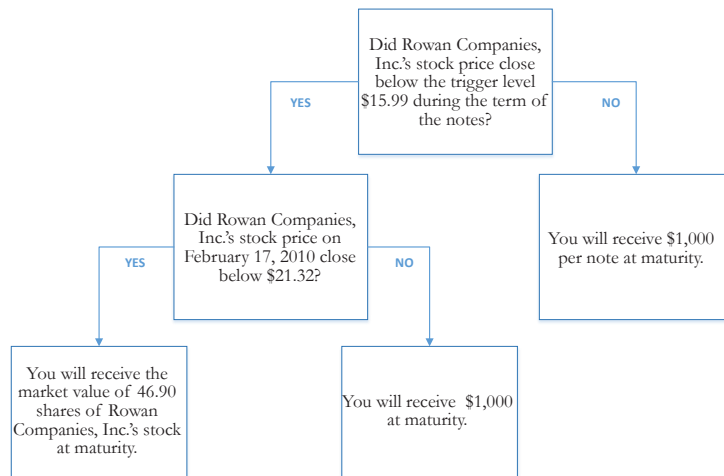 Did Rowan Companies,
Inc.'s stock price close
below the trigger level
$15.99 during the term of
the notes?
YES
NO
Did Rowan Companies,
Inc.'s stock price on
February 17, 2010 close
below $21.32?
You will receive $1,000
per note at maturity.
YES
NO
You will receive the
market value of 46.90
shares of Rowan
Companies, Inc.'s stock
at maturity.
You will receive $1,000
at maturity.